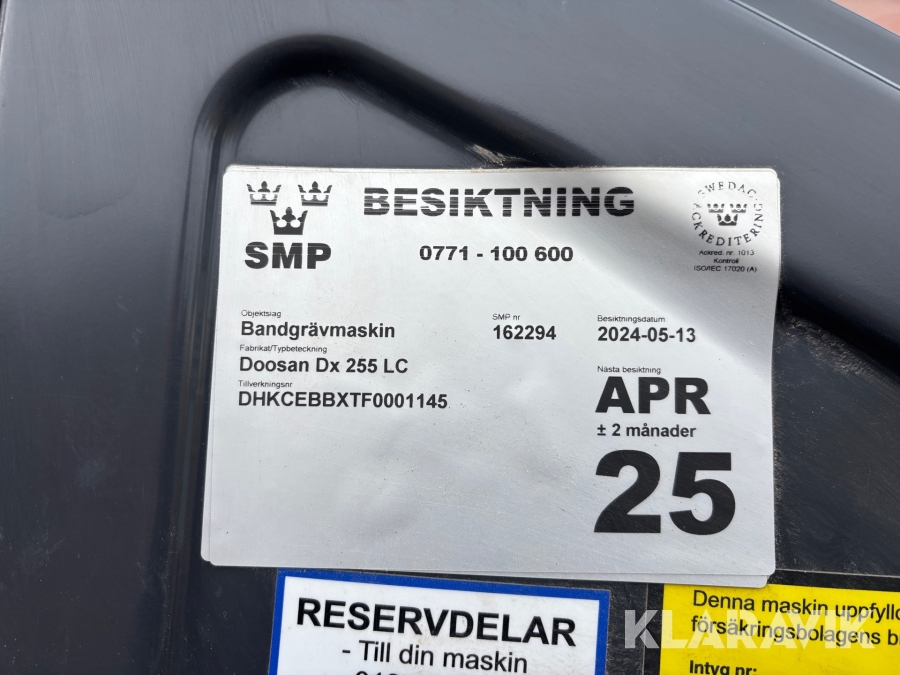 BESIKTNING
SMP
0771 - 100 600
SWEDAC
ACKREDITERING
Ackred. nr. 1013
Kontroll
ISO/IEC 17020 (A)
Objektslag
Bandgrävmaskin
SMP nr
162294
Besiktningsdatum
2024-05-13
Fabrikat/Typbeteckning
Doosan Dx 255 LC
Tillverkningsnr
DHKCEBBXTF0001145
Nästa besiktning
APR
± 2 månader
25
RESERVDELAR
- Till din maskin
Denna maskin uppfyll
försäkringsbolagens b
Intyg nr:
KLARAVIK